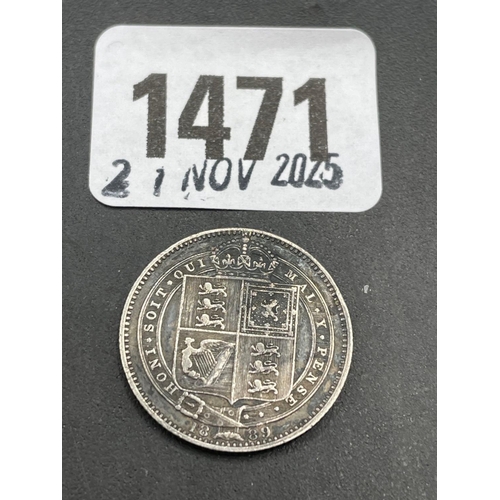 1471
21 NOV 2025
HONI · SOIT · QUI MAL · Y · PENSE ·
1889